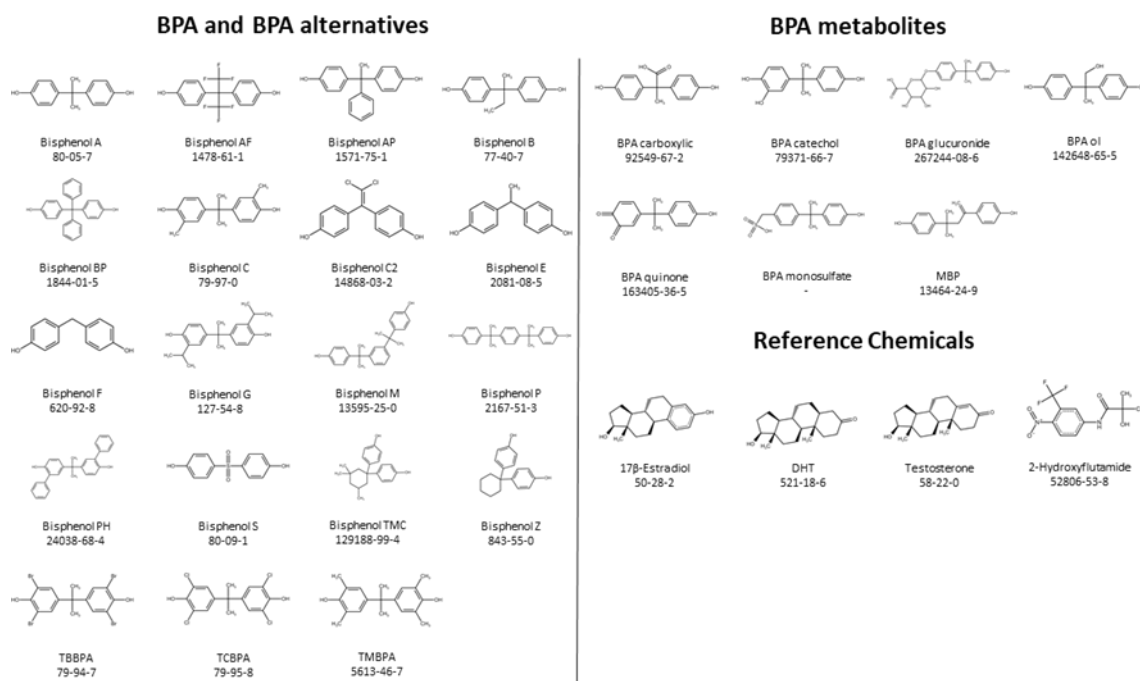 BPA and BPA alternatives
Bisphenol A
80-05-7
Bisphenol AF
1478-61-1
Bisphenol AP
1571-75-1
Bisphenol B
77-40-7
Bisphenol BP
1844-01-5
Bisphenol C
79-97-0
Bisphenol C2
14868-03-2
Bisphenol E
2081-08-5
Bisphenol F
620-92-8
Bisphenol G
127-54-8
Bisphenol M
13595-25-0
Bisphenol P
2167-51-3
Bisphenol PH
24038-68-4
Bisphenol S
80-09-1
Bisphenol TMC
129188-99-4
Bisphenol Z
843-55-0
TBBPA
79-94-7
TCBPA
79-95-8
TMBPA
5613-46-7
BPA metabolites
BPA carboxylic
92549-67-2
BPA catechol
79371-66-7
BPA glucuronide
267244-08-6
BPA ol
142648-65-5
BPA quinone
163405-36-5
BPA monosulfate
-
MBP
13464-24-9
Reference Chemicals
17β-Estradiol
50-28-2
DHT
521-18-6
Testosterone
58-22-0
2-Hydroxyflutamide
52806-53-8